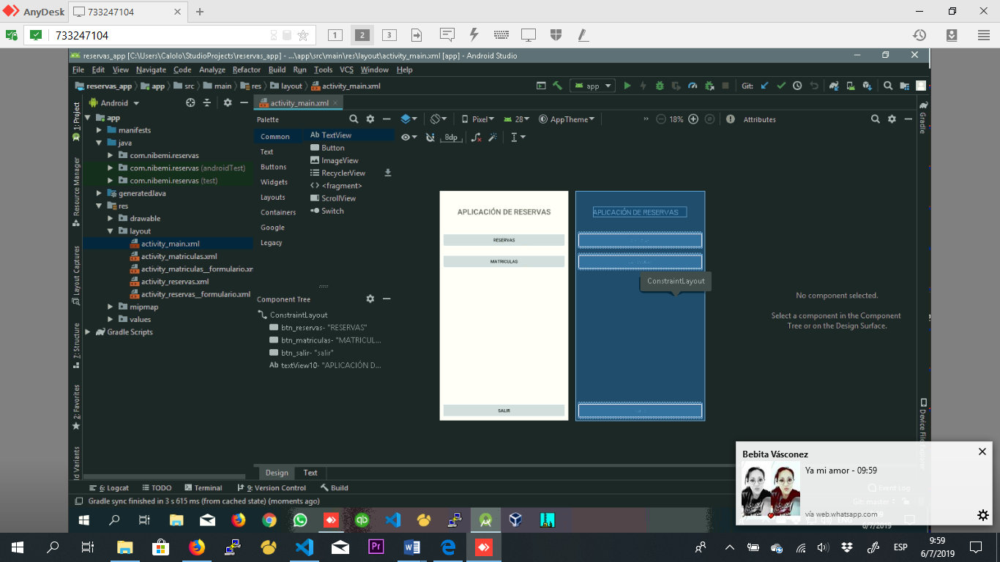 AnyDesk
733247104
733247104
1
2
3
reservas_app [C:\Users\Calolo\StudioProjects\reservas_app] - ...\app\src\main\res\layout\activity_main.xml [app] - Android Studio
File Edit View Navigate Code Analyze Refactor Build Run Tools VCS Window Help
reservas_app app src main res layout activity_main.xml
app
Git:
1: Project
Resource Manager
Layout Captures
7: Structure
2: Favorites
ld Variants
Android
app
manifests
java
com.nibemi.reservas
com.nibemi.reservas (androidTest)
com.nibemi.reservas (test)
generatedJava
res
drawable
layout
activity_main.xml
activity_matriculas.xml
activity_matriculas__formulario.xr
activity_reservas.xml
activity_reservas__formulario.xml
mipmap
values
Gradle Scripts
activity_main.xml
Palette
Common
Text
Buttons
Widgets
Layouts
Containers
Google
Legacy
Ab TextView
Button
ImageView
RecyclerView
<fragment>
ScrollView
Switch
Component Tree
ConstraintLayout
btn_reservas- "RESERVAS"
btn_matriculas- "MATRICUL...
btn_salir- "salir"
Ab textView10- "APLICACIÓN D...
Pixel 28 AppTheme 18%
8dp
APLICACIÓN DE RESERVAS
RESERVAS
MATRICULAS
SALIR
APLICACIÓN DE RESERVAS
ConstraintLayout
Attributes
No component selected.
Select a component in the Component
Tree or on the Design Surface.
Gradle
Device File Explorer
Design Text
6: Logcat TODO Terminal 9: Version Control Build
Event Log
Gradle sync finished in 3 s 615 ms (from cached state) (moments ago)
Git: master
Bebita Vásconez
Ya mi amor - 09:59
vía web.whatsapp.com
6/7/2019
ESP
9:59
6/7/2019